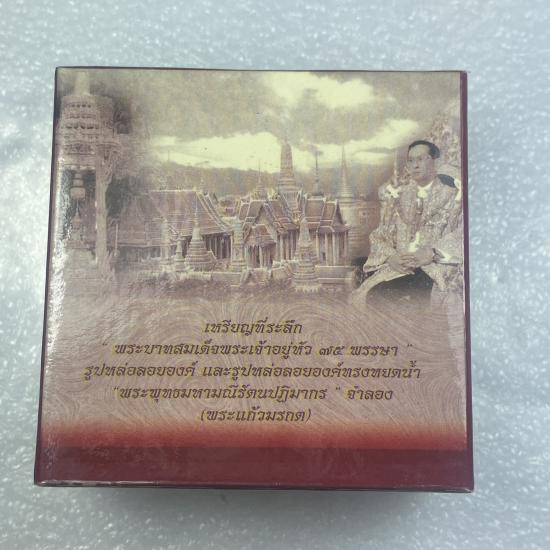 เหรียญที่ระลึก
" พระบาทสมเด็จพระเจ้าอยู่หัว ๗๕ พรรษา "
รูปหล่อลอยองค์ และรูปหล่อลอยองค์ทรงหยดน้ำ
"พระพุทธมหามณีรัตนปฏิมากร " จำลอง
(พระแก้วมรกต)